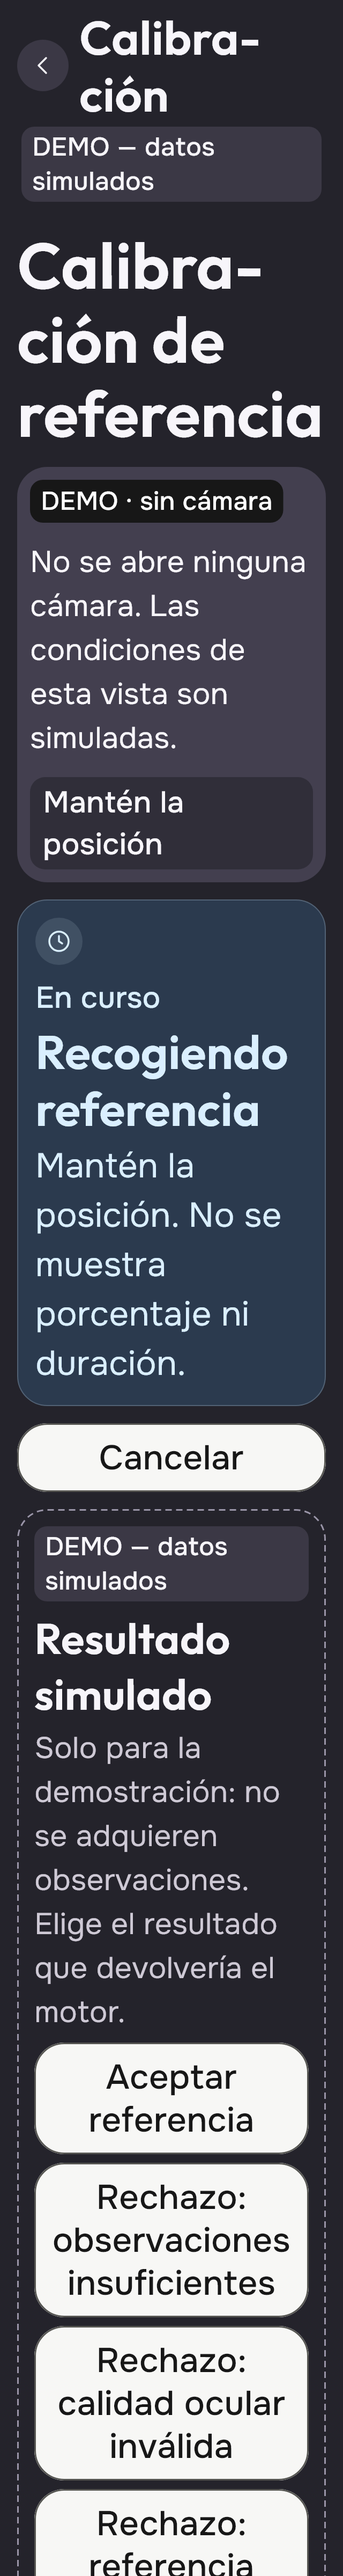 Calibra-
ción
DEMO — datos
simulados
Calibra-
ción de
referencia
DEMO · sin cámara
No se abre ninguna
cámara. Las
condiciones de
esta vista son
simuladas.
Mantén la
posición
En curso
Recogiendo
referencia
Mantén la
posición. No se
muestra
porcentaje ni
duración.
Cancelar
DEMO — datos
simulados
Resultado
simulado
Solo para la
demostración: no
se adquieren
observaciones.
Elige el resultado
que devolvería el
motor.
Aceptar
referencia
Rechazo:
observaciones
insuficientes
Rechazo:
calidad ocular
inválida
Rechazo:
referencia